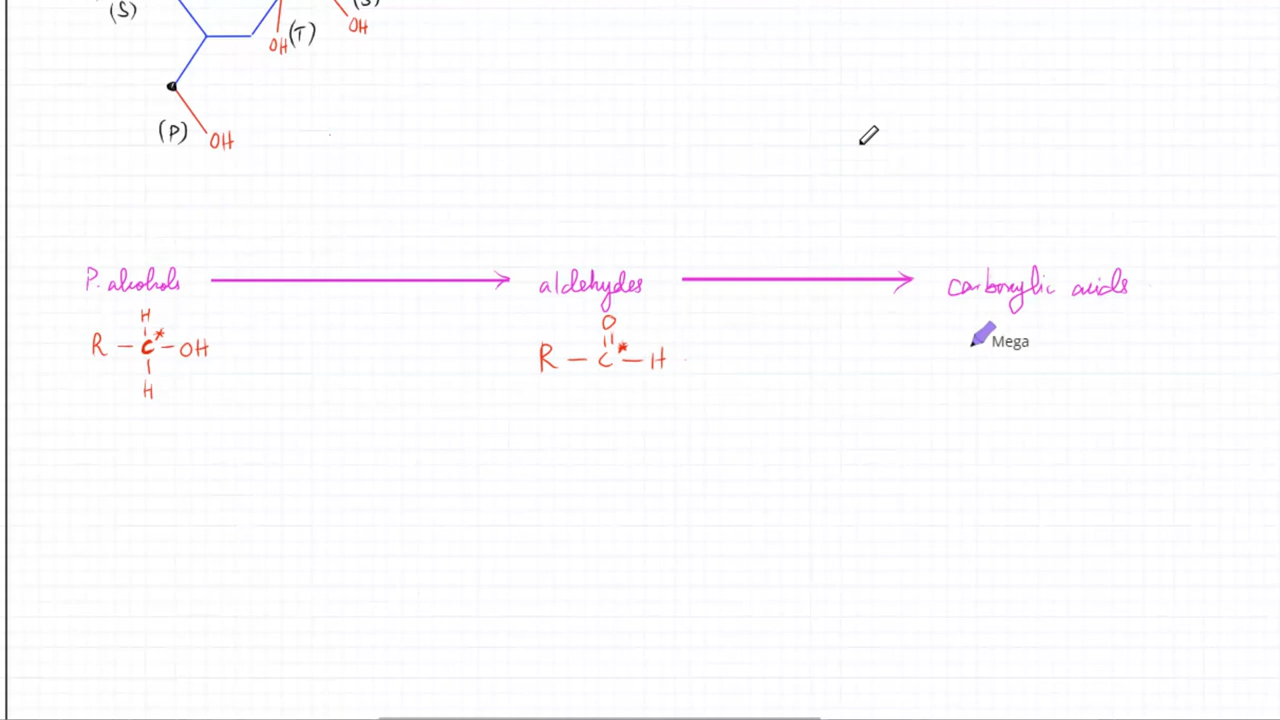 (S)
(S)
OH
OH (T)
(P) OH
P. alcohols aldehydes carboxylic acids
H
R - C* - OH
H
O
R - C* - H
Mega